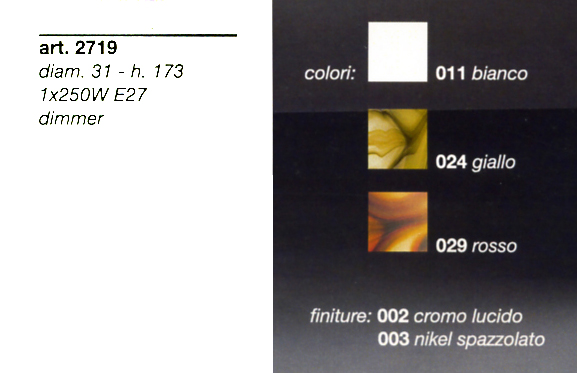 art. 2719
diam. 31 - h. 173
1x250W E27
dimmer
colori: 011 bianco
024 giallo
029 rosso
finiture: 002 cromo lucido
003 nikel spazzolato